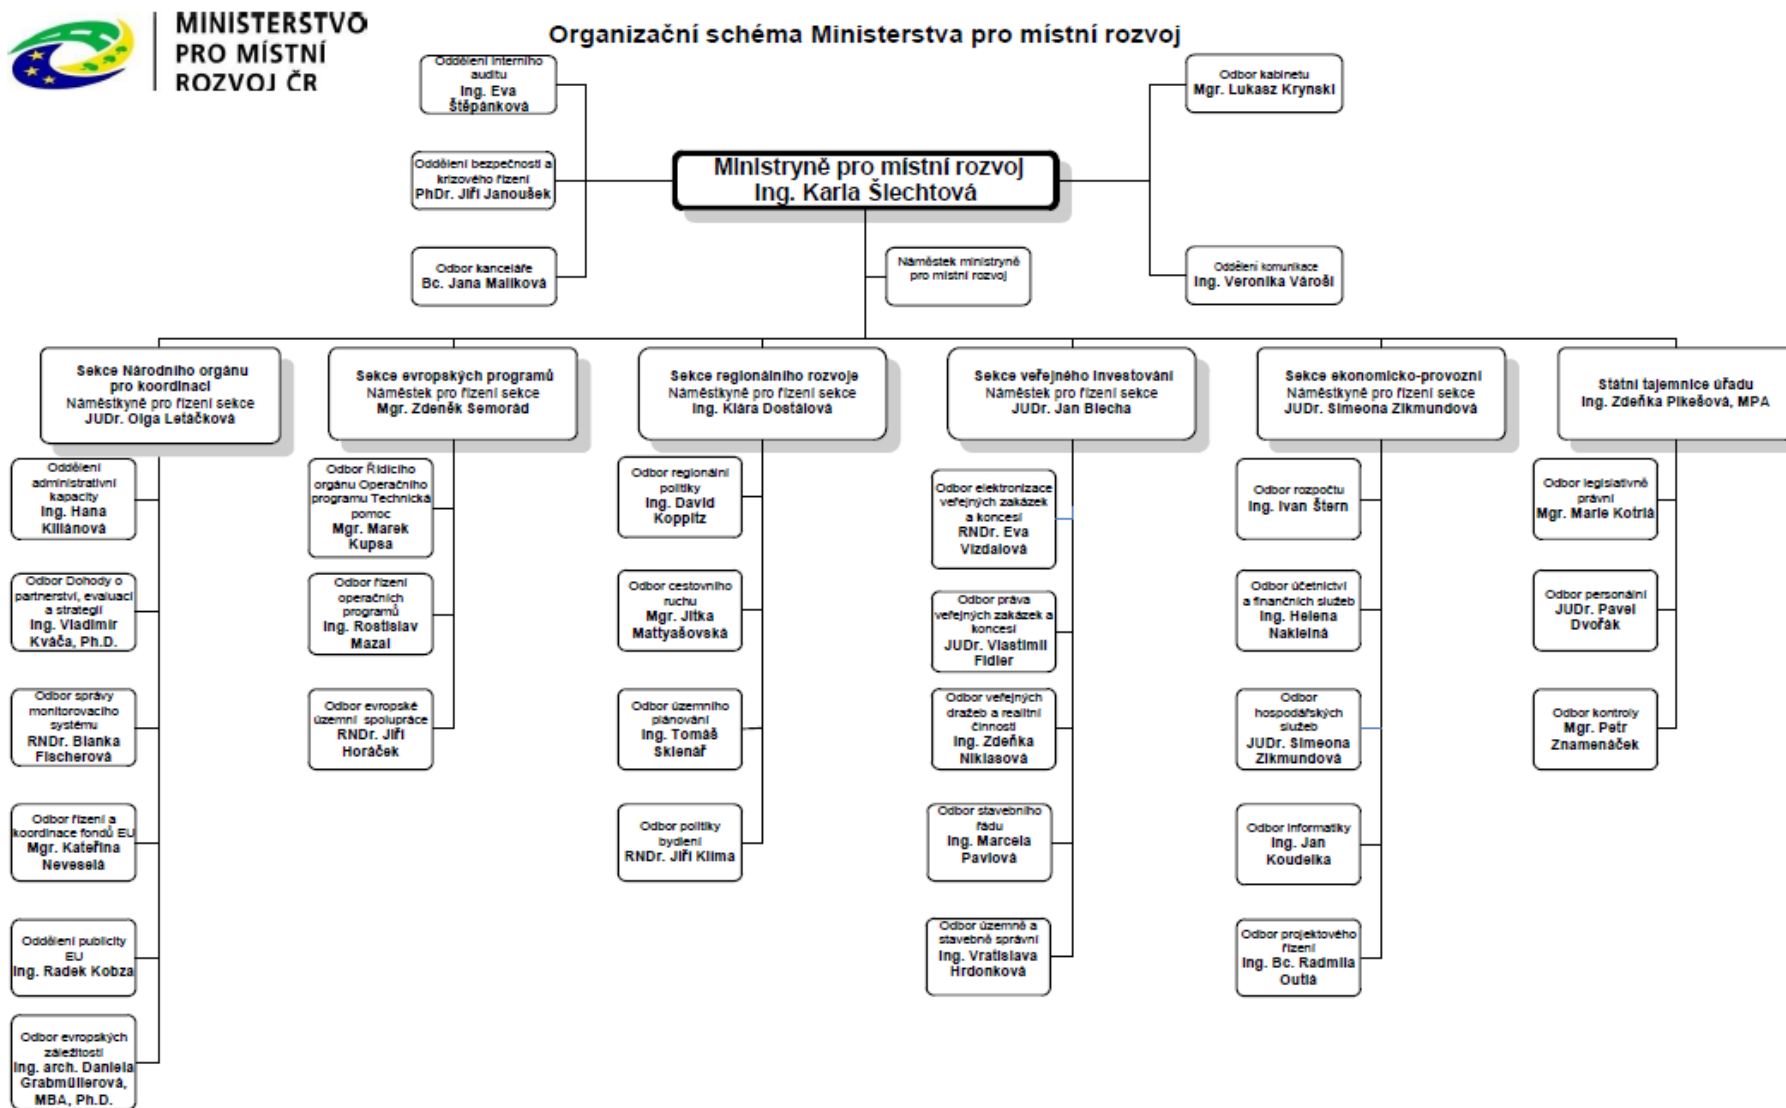 MINISTERSTVO
PRO MÍSTNÍ
ROZVOJ ČR
Organizační schéma Ministerstva pro místní rozvoj
Oddělení interního
auditu
Ing. Eva
Štěpánková
Odbor kabinetu
Mgr. Lukasz Krynski
Oddělení bezpečnosti a
krizového řízení
PhDr. Jiří Janoušek
Ministryně pro místní rozvoj
Ing. Karla Šlechtová
Odbor kanceláře
Bc. Jana Malíková
Náměstek ministryně
pro místní rozvoj
Oddělení komunikace
Ing. Veronika Vároši
Sekce Národního orgánu
pro koordinaci
Náměstkyně pro řízení sekce
JUDr. Olga Letáčková
Sekce evropských programů
Náměstek pro řízení sekce
Mgr. Zdeněk Semorád
Sekce regionálního rozvoje
Náměstkyně pro řízení sekce
Ing. Klára Dostálová
Sekce veřejného investování
Náměstek pro řízení sekce
JUDr. Jan Blecha
Sekce ekonomicko-provozní
Náměstkyně pro řízení sekce
JUDr. Simeona Zikmundová
Státní tajemnice úřadu
Ing. Zdeňka Pikešová, MPA
Oddělení
administrativní
kapacity
Ing. Hana
Kiliánová
Odbor Dohody o
partnerství, evaluací
a strategií
Ing. Vladimír
Kváča, Ph.D.
Odbor správy
monitorovacího
systému
RNDr. Blanka
Fischerová
Odbor řízení a
koordinace fondů EU
Mgr. Kateřina
Neveselá
Oddělení publicity
EU
Ing. Radek Kobza
Odbor evropských
záležitostí
Ing. arch. Daniela
Grabmüllerová,
MBA, Ph.D.
Odbor Řídicího
orgánu Operačního
programu Technická
pomoc
Mgr. Marek
Kupsa
Odbor řízení
operačních
programů
Ing. Rostislav
Mazal
Odbor evropské
územní spolupráce
RNDr. Jiří
Horáček
Odbor regionální
politiky
Ing. David
Koppitz
Odbor cestovního
ruchu
Mgr. Jitka
Mattyašovská
Odbor územního
plánování
Ing. Tomáš
Sklenář
Odbor politiky
bydlení
RNDr. Jiří Klíma
Odbor elektronizace
veřejných zakázek
a koncesí
RNDr. Eva
Vízdalová
Odbor práva
veřejných zakázek a
koncesí
JUDr. Vlastimil
Fidler
Odbor veřejných
dražeb a realitní
činnosti
Ing. Zdeňka
Niklasová
Odbor stavebního
řádu
Ing. Marcela
Pavlová
Odbor územně a
stavebně správní
Ing. Vratislava
Hrdonková
Odbor rozpočtu
Ing. Ivan Štern
Odbor účetnictví
a finančních služeb
Ing. Helena
Nakielná
Odbor
hospodářských
služeb
JUDr. Simeona
Zikmundová
Odbor informatiky
Ing. Jan
Koudelka
Odbor projektového
řízení
Ing. Bc. Radmila
Outlá
Odbor legislativně
právní
Mgr. Marie Kotrlá
Odbor personální
JUDr. Pavel
Dvořák
Odbor kontroly
Mgr. Petr
Znamenáček